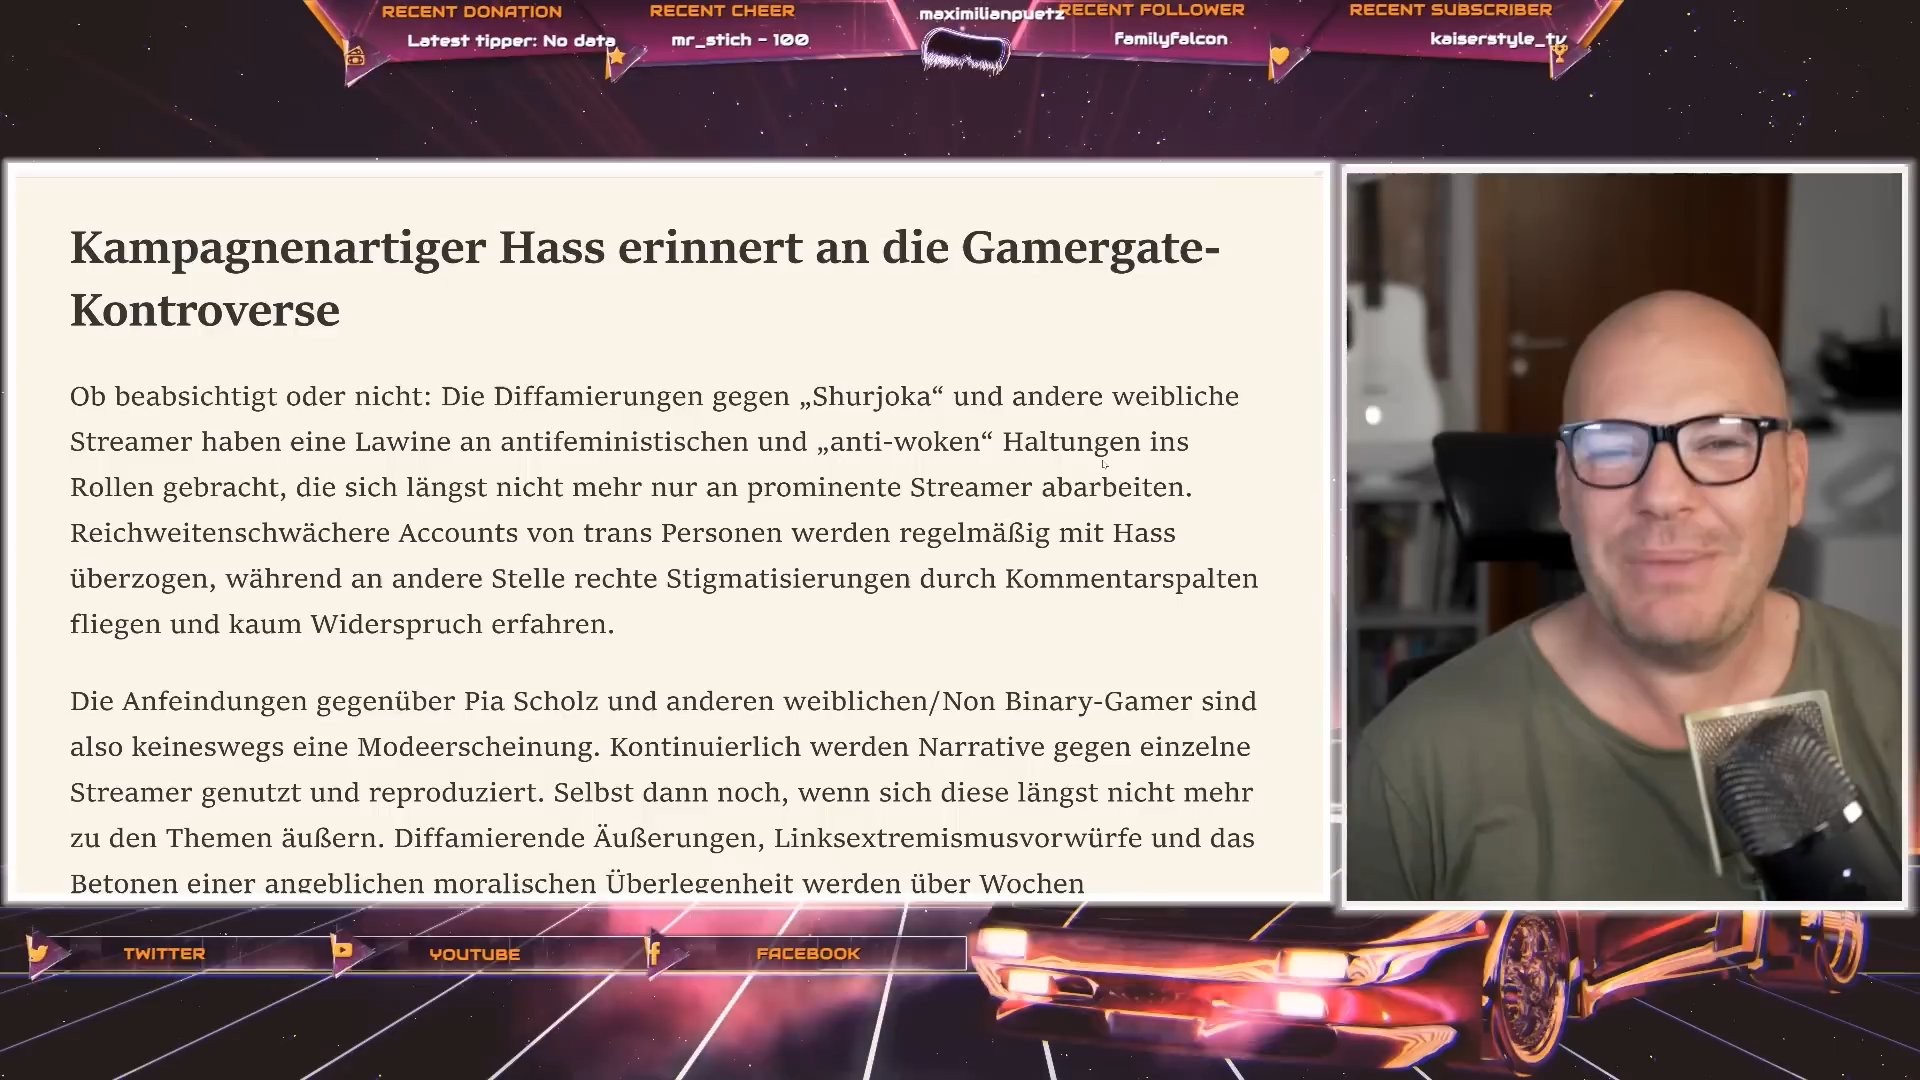 RECENT DONATION
Latest tipper: No data
RECENT CHEER
mr_stich - 100
maximilianpuetz
RECENT FOLLOWER
FamilyFalcon
RECENT SUBSCRIBER
kaiserstyle_tv
Kampagnenartiger Hass erinnert an die Gamergate-
Kontroverse
Ob beabsichtigt oder nicht: Die Diffamierungen gegen „Shurjoka“ und andere weibliche
Streamer haben eine Lawine an antifeministischen und „anti-woken“ Haltungen ins
Rollen gebracht, die sich längst nicht mehr nur an prominente Streamer abarbeiten.
Reichweitenschwächere Accounts von trans Personen werden regelmäßig mit Hass
überzogen, während an andere Stelle rechte Stigmatisierungen durch Kommentarspalten
fliegen und kaum Widerspruch erfahren.
Die Anfeindungen gegenüber Pia Scholz und anderen weiblichen/Non Binary-Gamer sind
also keineswegs eine Modeerscheinung. Kontinuierlich werden Narrative gegen einzelne
Streamer genutzt und reproduziert. Selbst dann noch, wenn sich diese längst nicht mehr
zu den Themen äußern. Diffamierende Äußerungen, Linksextremismusvorwürfe und das
Betonen einer angeblichen moralischen Überlegenheit werden über Wochen
TWITTER
YOUTUBE
FACEBOOK